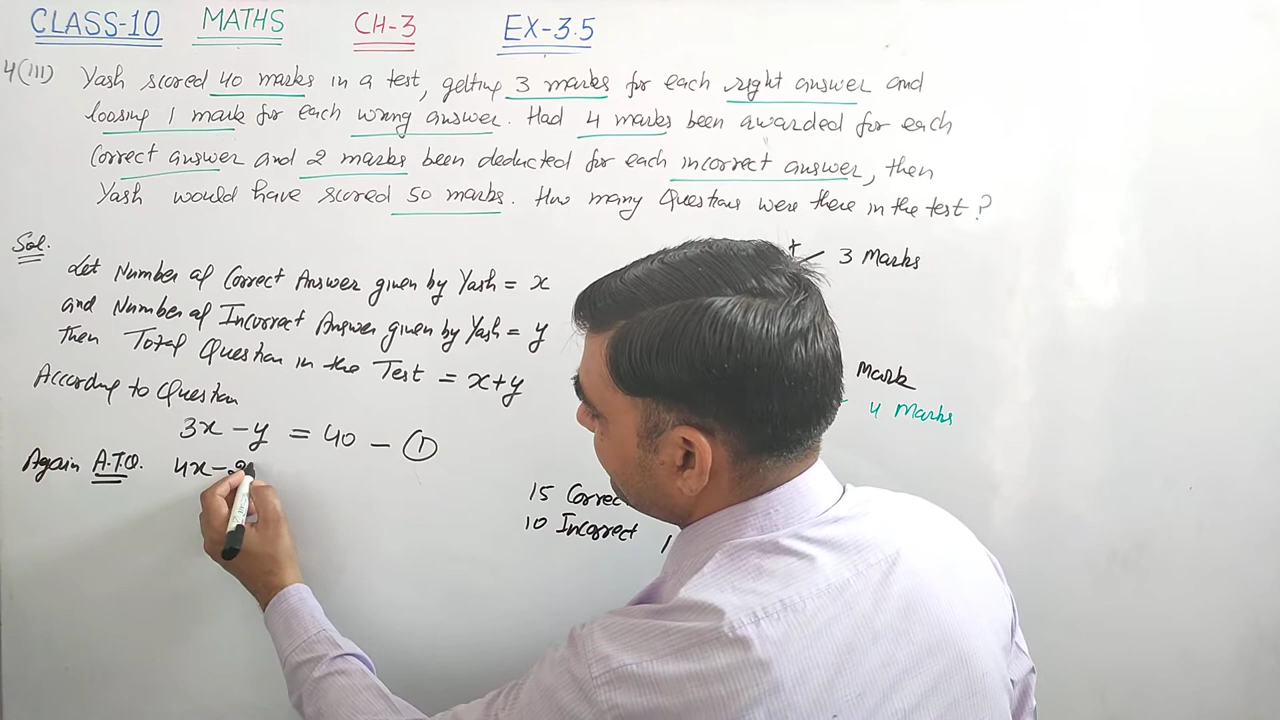 CLASS-10 MATHS CH-3 EX-3.5
4(III) Yash scored 40 marks in a test, getting 3 marks for each right answer and
loosing 1 mark for each wrong answer. Had 4 marks been awarded for each
Correct answer and 2 marks been deducted for each incorrect answer, then
Yash would have scored 50 marks. How many Questions were there in the test?
Sol.
Let Number of Correct Answer given by Yash = x
and Number of Incorrect Answer given by Yash = y
then Total Question in the Test = x+y
According to Question
3x - y = 40 - ①
Again A.T.Q. 4x - 2
+ 3 Marks
Mark
4 Marks
15 Correc
10 Incorrect